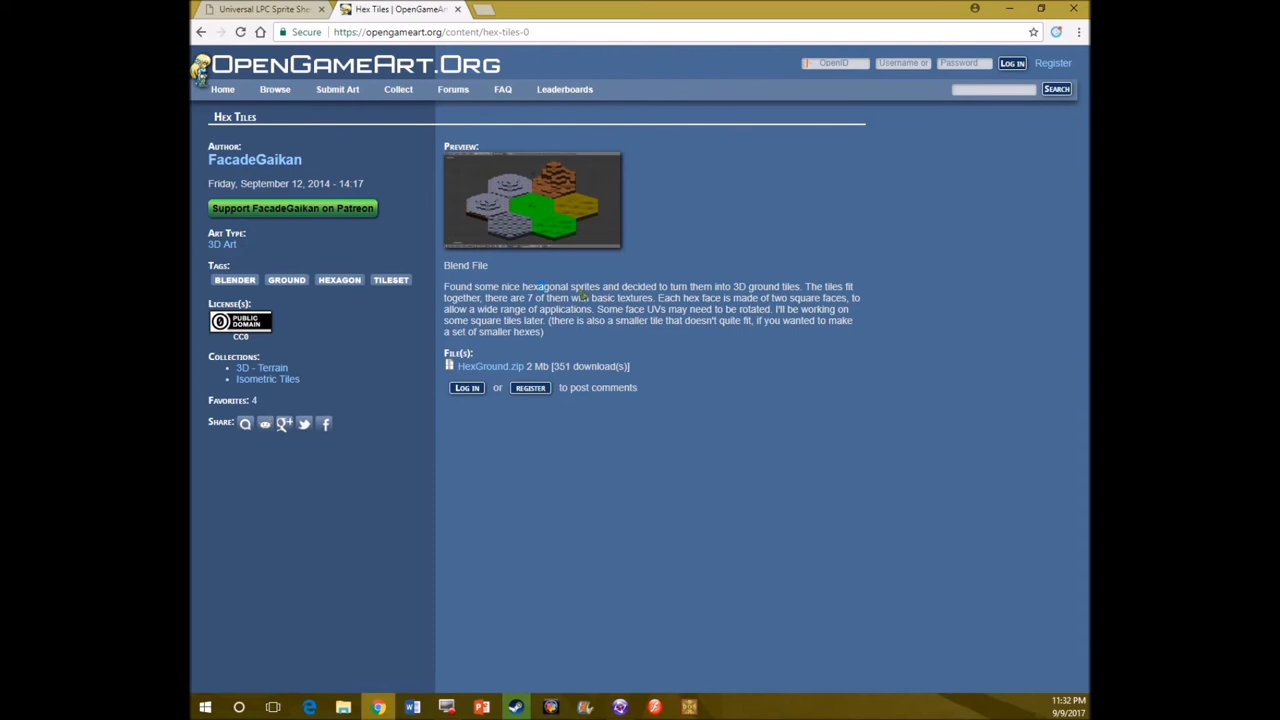 Universal LPC Sprite She
Hex Tiles | OpenGameAr
Secure https://opengameart.org/content/hex-tiles-0
OpenGameArt.Org
OpenID Username or Password Log in Register
Home Browse Submit Art Collect Forums FAQ Leaderboards Search
Hex Tiles
Author:
FacadeGaikan
Friday, September 12, 2014 - 14:17
Support FacadeGaikan on Patreon
Art Type:
3D Art
Tags:
BLENDER GROUND HEXAGON TILESET
License(s):
PUBLIC DOMAIN
CC0
Collections:
3D - Terrain
Isometric Tiles
Favorites: 4
Share:
Preview:
Blend File
Found some nice hexagonal sprites and decided to turn them into 3D ground tiles. The tiles fit
together, there are 7 of them with basic textures. Each hex face is made of two square faces, to
allow a wide range of applications. Some face UVs may need to be rotated. I'll be working on
some square tiles later. (there is also a smaller tile that doesn't quite fit, if you wanted to make
a set of smaller hexes)
File(s):
HexGround.zip 2 Mb [351 download(s)]
Log in or register to post comments
11:32 PM
9/9/2017